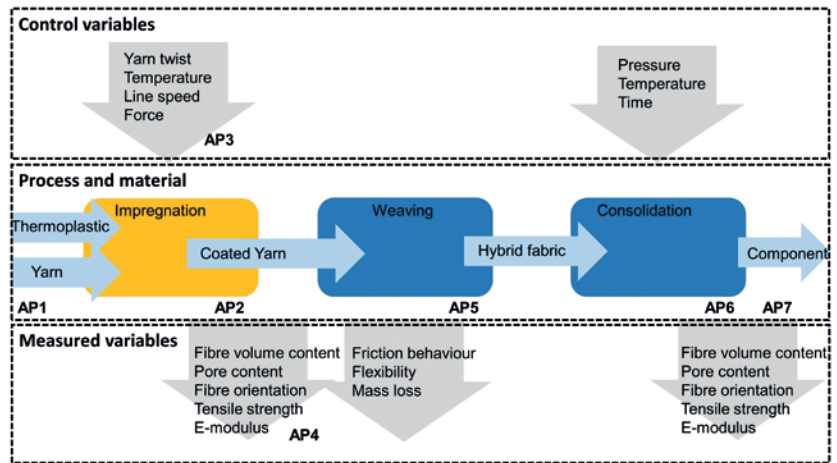 Control variables
Yarn twist
Temperature
Line speed
Force
AP3
Pressure
Temperature
Time
Process and material
Impregnation
Weaving
Consolidation
Thermoplastic
Yarn
Coated Yarn
Hybrid fabric
Component
AP1
AP2
AP5
AP6
AP7
Measured variables
Fibre volume content
Pore content
Fibre orientation
Tensile strength
E-modulus
AP4
Friction behaviour
Flexibility
Mass loss
Fibre volume content
Pore content
Fibre orientation
Tensile strength
E-modulus